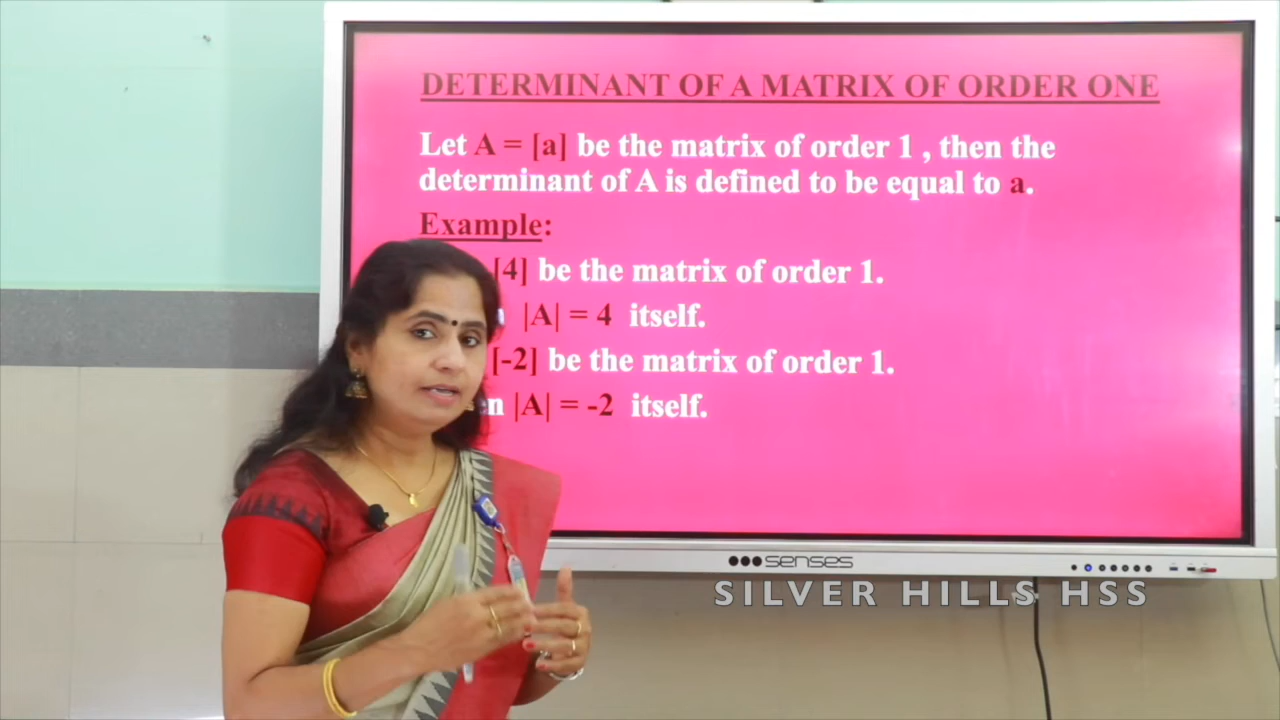 DETERMINANT OF A MATRIX OF ORDER ONE
Let A = [a] be the matrix of order 1 , then the
determinant of A is defined to be equal to a.
Example:
[4] be the matrix of order 1.
|A| = 4 itself.
[-2] be the matrix of order 1.
en |A| = -2 itself.
senses
SILVER HILLS HSS